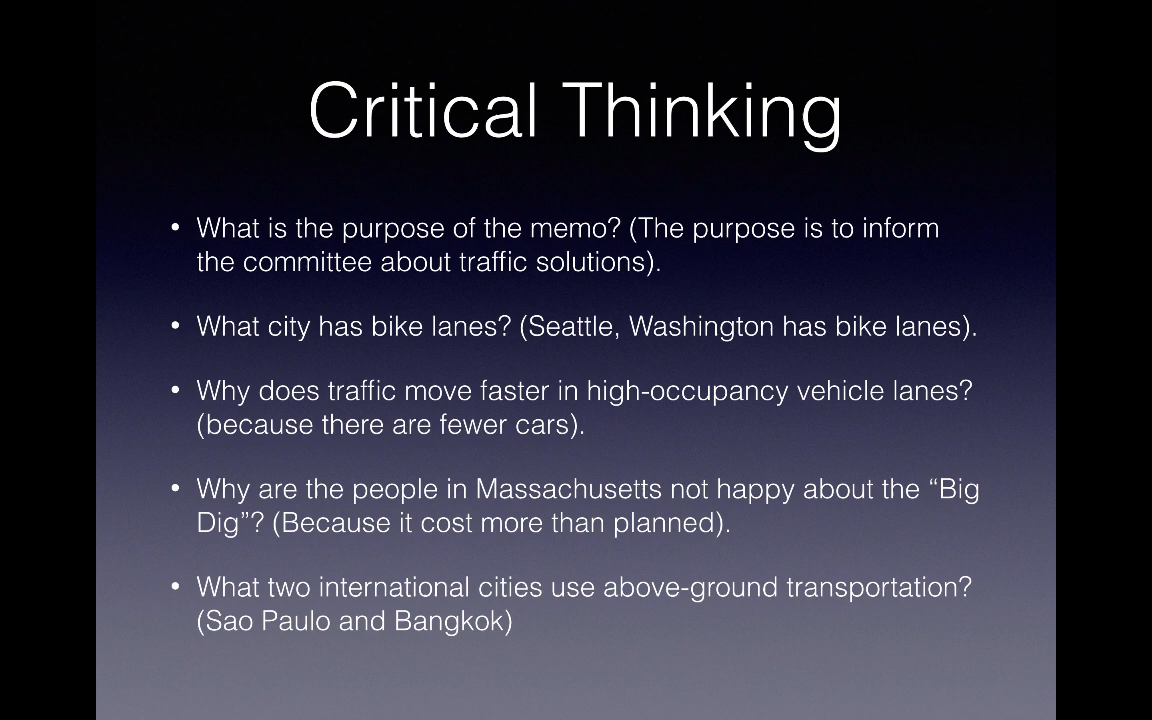 Critical Thinking
• What is the purpose of the memo? (The purpose is to inform
the committee about traffic solutions).
• What city has bike lanes? (Seattle, Washington has bike lanes).
• Why does traffic move faster in high-occupancy vehicle lanes?
(because there are fewer cars).
• Why are the people in Massachusetts not happy about the “Big
Dig”? (Because it cost more than planned).
• What two international cities use above-ground transportation?
(Sao Paulo and Bangkok)